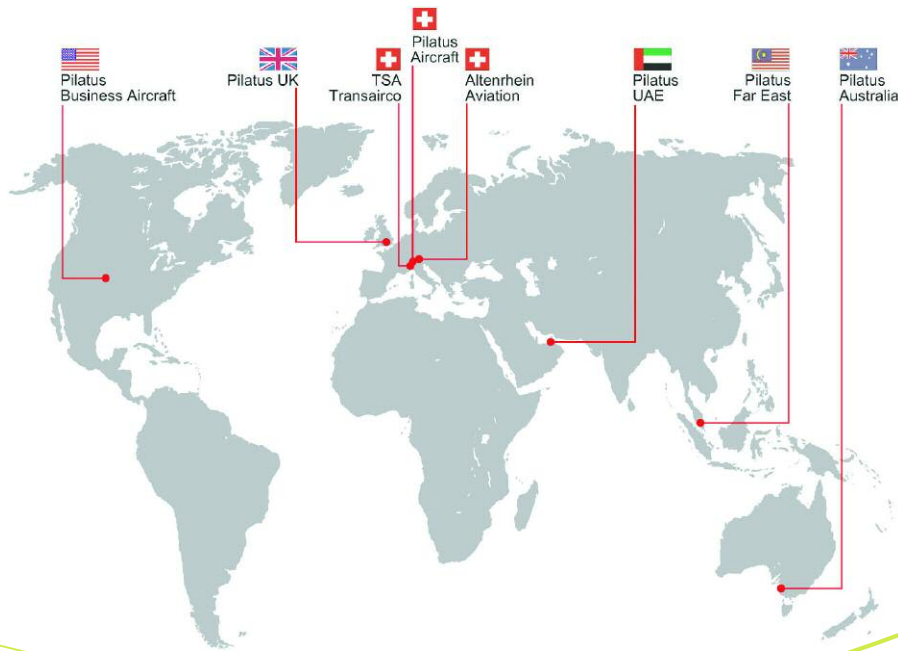 Pilatus
Business Aircraft
Pilatus UK
TSA
Transairco
Pilatus
Aircraft
Altenrhein
Aviation
Pilatus
UAE
Pilatus
Far East
Pilatus
Australia